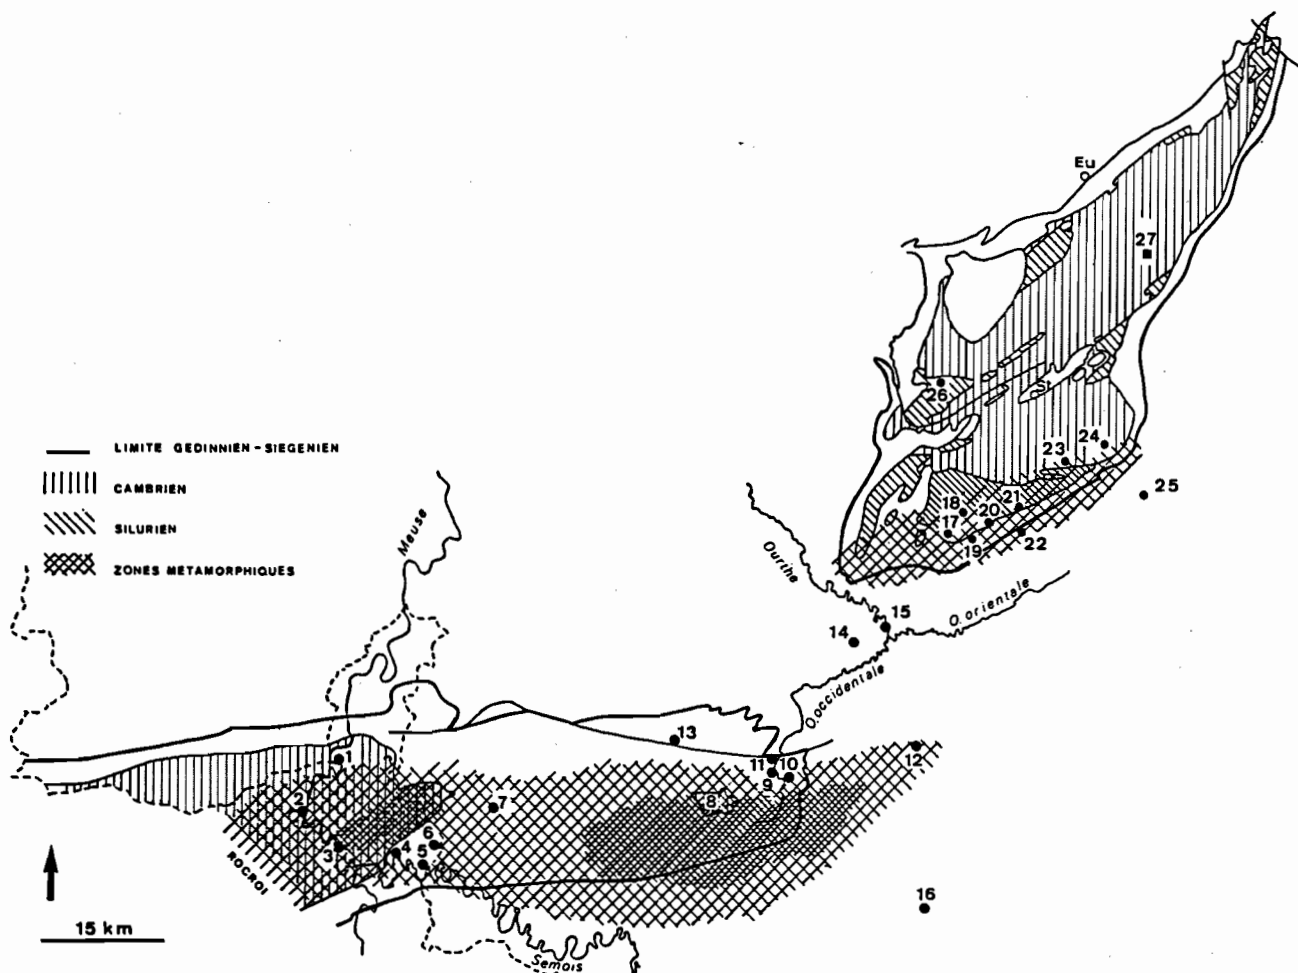 Eu
27
26
St
24
23
25
21
18
20
17
19
22
LIMITE GEDINNIEN-SIEGENIEN
CAMBRIEN
SILURIEN
ZONES METAMORPHIQUES
Meuse
Ourthe
O. orientale
15
14
O. occidentale
13
12
11
10
9
8
7
1
2
3
4
5
6
ROCROI
16
15 km
Semois